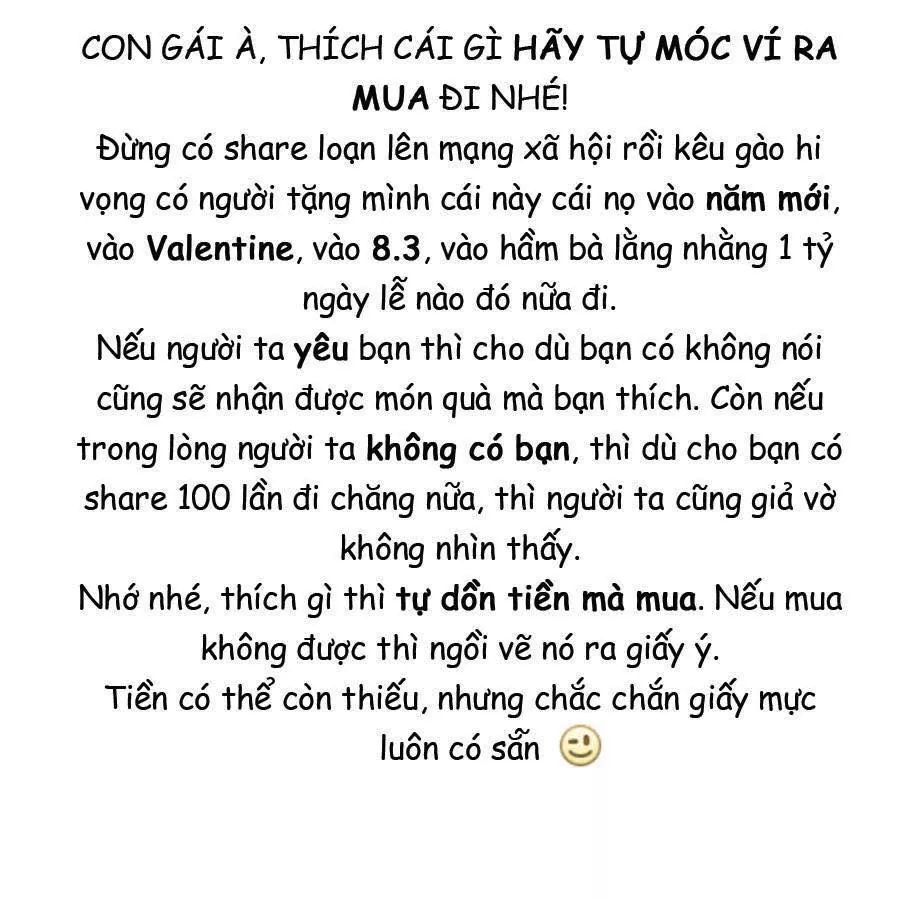 CON GÁI À, THÍCH CÁI GÌ HÃY TỰ MÓC VÍ RA
MUA ĐI NHÉ!
Đừng có share loạn lên mạng xã hội rồi kêu gào hi
vọng có người tặng mình cái này cái nọ vào năm mới,
vào Valentine, vào 8.3, vào hầm bà lằng nhằng 1 tỷ
ngày lễ nào đó nữa đi.
Nếu người ta yêu bạn thì cho dù bạn có không nói
cũng sẽ nhận được món quà mà bạn thích. Còn nếu
trong lòng người ta không có bạn, thì dù cho bạn có
share 100 lần đi chăng nữa, thì người ta cũng giả vờ
không nhìn thấy.
Nhớ nhé, thích gì thì tự dồn tiền mà mua. Nếu mua
không được thì ngồi vẽ nó ra giấy ý.
Tiền có thể còn thiếu, nhưng chắc chắn giấy mực
luôn có sẵn